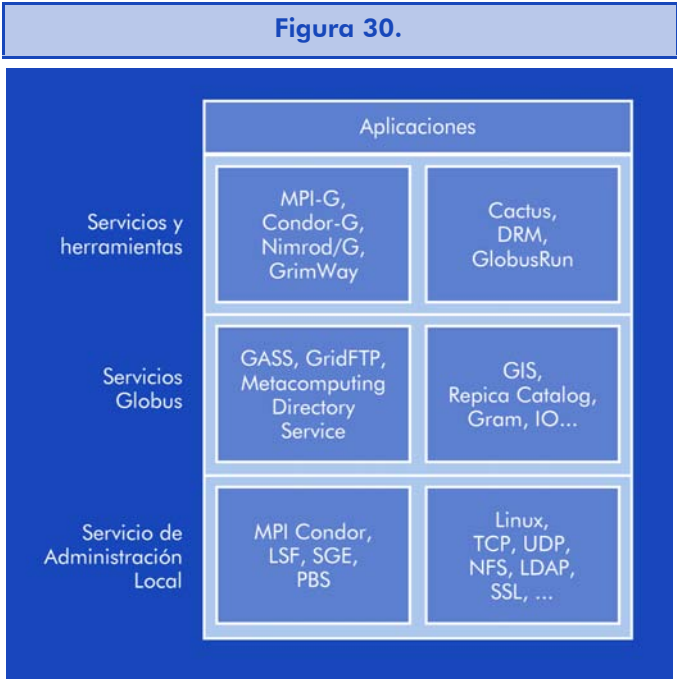 Figura 30.
Aplicaciones
Servicios y
herramientas
MPI-G,
Condor-G,
Nimrod/G,
GrimWay
Cactus,
DRM,
GlobusRun
Servicios
Globus
GASS, GridFTP,
Metacomputing
Directory
Service
GIS,
Repica Catalog,
Gram, IO...
Servicio de
Administración
Local
MPI Condor,
LSF, SGE,
PBS
Linux,
TCP, UDP,
NFS, LDAP,
SSL, ...